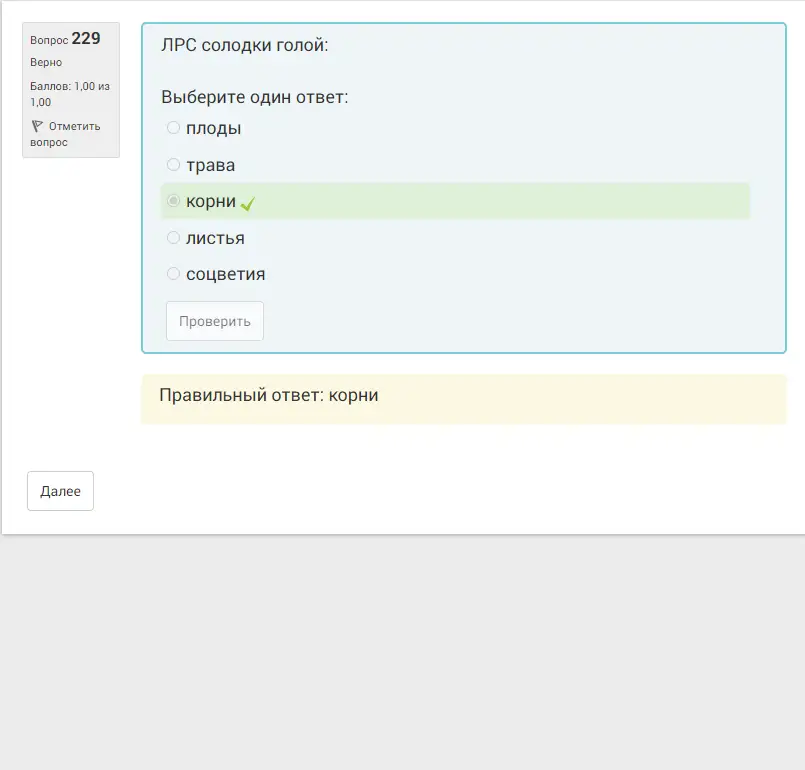 Вопрос 229
Верно
Баллов: 1,00 из
1,00
Отметить
вопрос
ЛРС солодки голой:
Выберите один ответ:
плоды
трава
корни
листья
соцветия
Проверить
Правильный ответ: корни
Далее